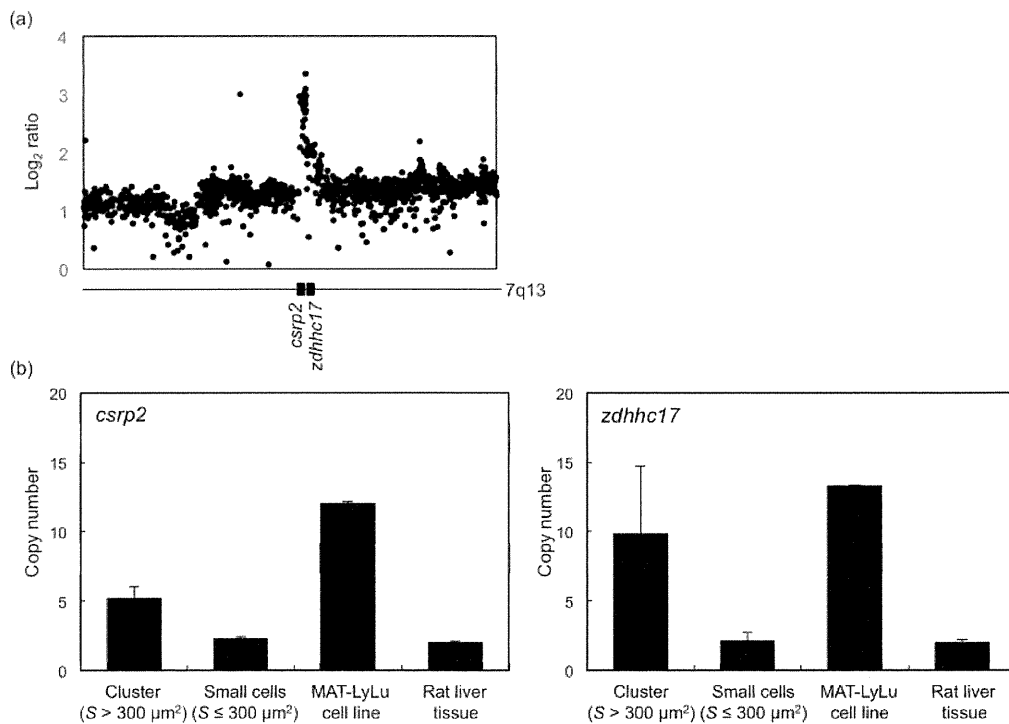 (a)
4
3
2
1
0
Log₂ ratio
7q13
csrp2
zdhhc17
(b)
20
15
10
5
0
Copy number
csrp2
Cluster
(S > 300 μm²)
Small cells
(S ≤ 300 μm²)
MAT-LyLu
cell line
Rat liver
tissue
20
15
10
5
0
Copy number
zdhhc17
Cluster
(S > 300 μm²)
Small cells
(S ≤ 300 μm²)
MAT-LyLu
cell line
Rat liver
tissue